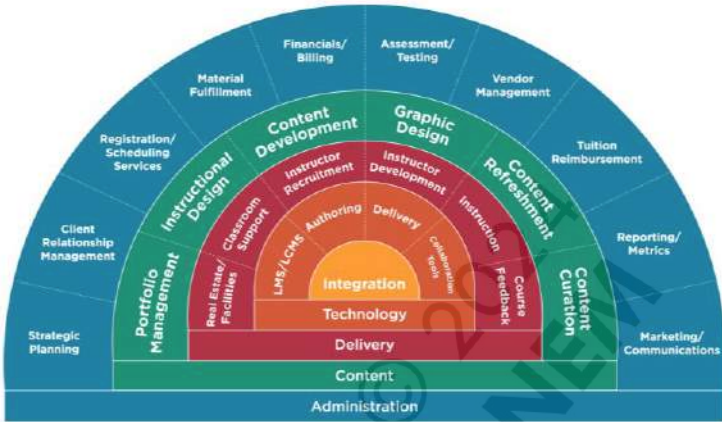 Financials/
Billing
Assessment/
Testing
Material
Fulfillment
Vendor
Management
Registration/
Scheduling
Services
Tuition
Reimbursement
Client
Relationship
Management
Reporting/
Metrics
Strategic
Planning
Marketing/
Communications
Portfolio
Management
Instructional
Design
Content
Development
Graphic
Design
Content
Refreshment
Content
Curation
Real Estate/
Facilities
Classroom
Support
Instructor
Recruitment
Instructor
Development
Instruction
Course
Feedback
LMS/LCMS
Authoring
Delivery
Collaboration
Tools
Integration
Technology
Delivery
Content
Administration
© 2024
NEM